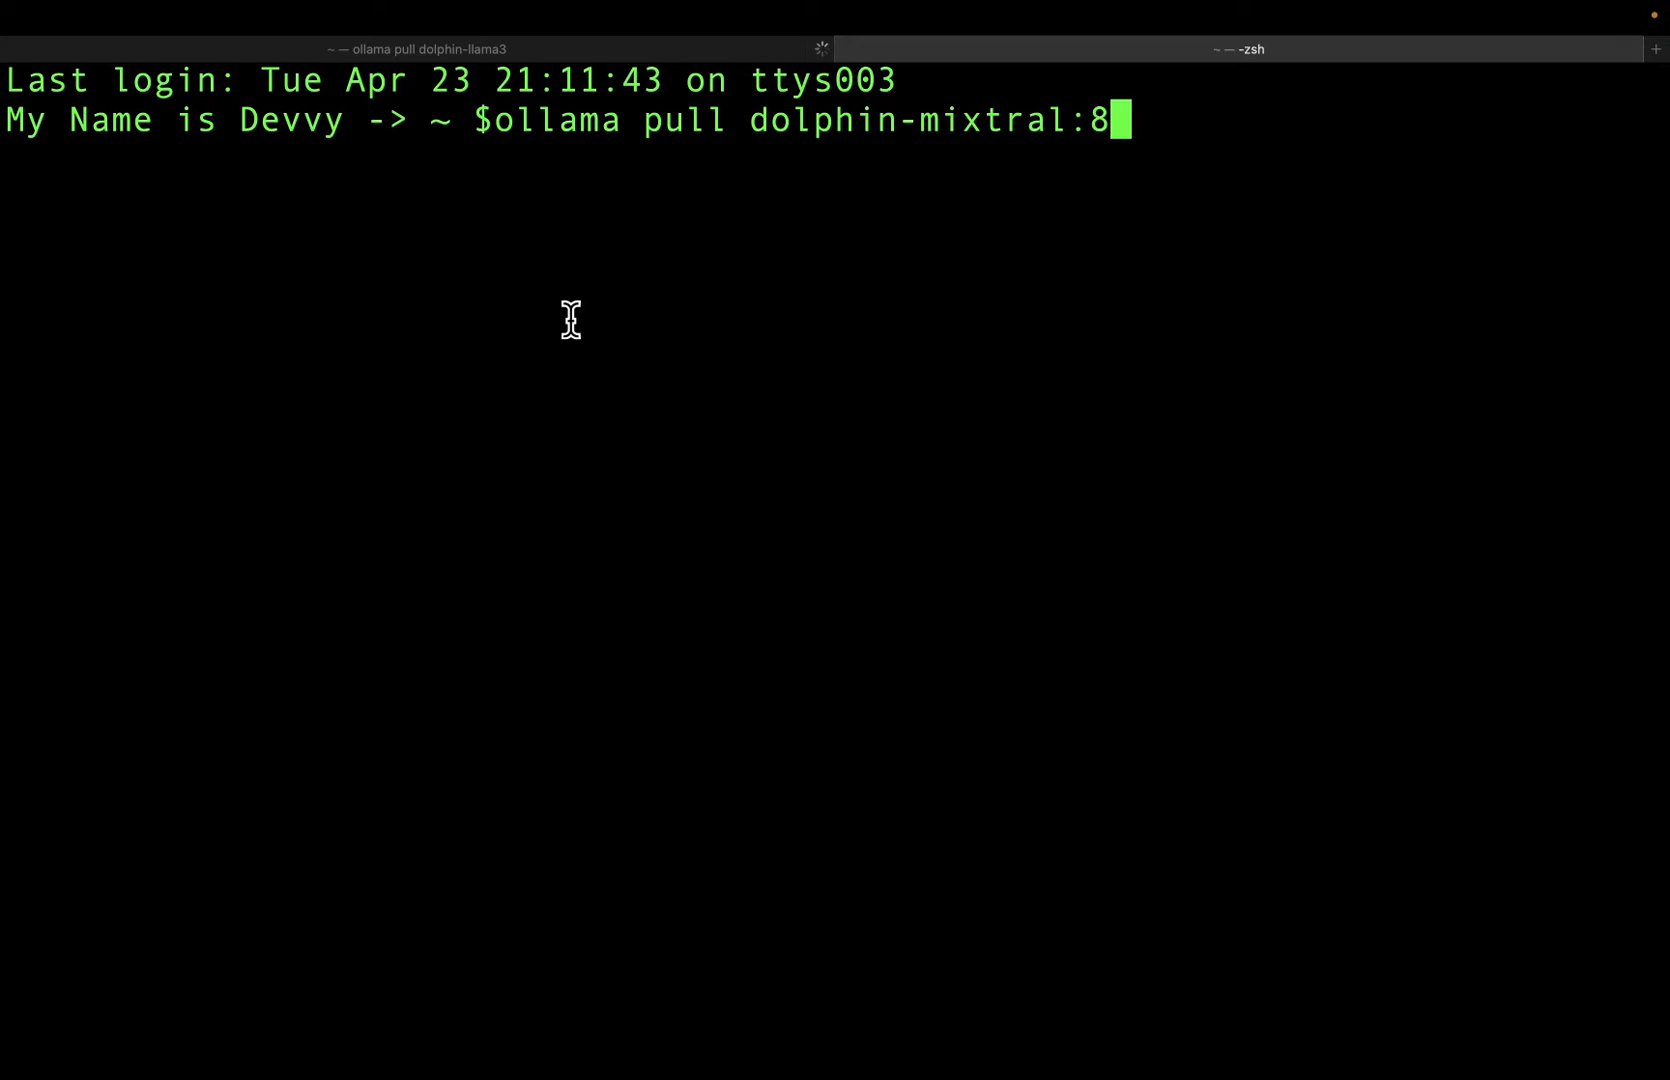 ~ — ollama pull dolphin-llama3
~ — -zsh
Last login: Tue Apr 23 21:11:43 on ttys003
My Name is Devvy -> ~ $ollama pull dolphin-mixtral:8